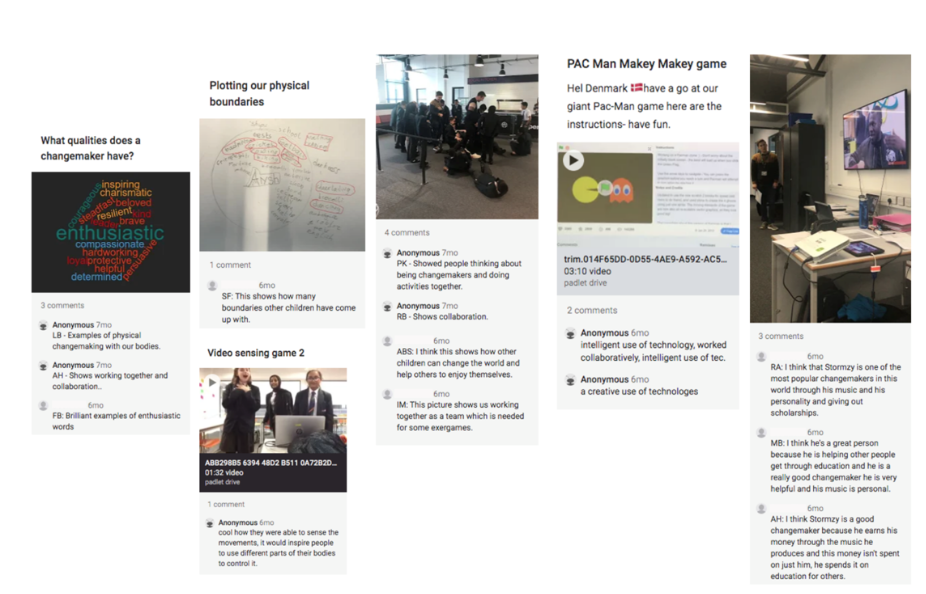 What qualities does a
changemaker have?
inspiring
charismatic
courageous
beloved
steadfast
kind
resilient
brave
enthusiastic
compassionate
persuasive
hardworking
loyal
protective
helpful
determined
3 comments
Anonymous 7mo
LB - Examples of physical
changemaking with our bodies.
Anonymous 7mo
AH - Shows working together and
collaboration..
6mo
FB: Brilliant examples of enthusiastic
words
Plotting our physical
boundaries
1 comment
6mo
SF: This shows how many
boundaries other children have come
up with.
Video sensing game 2
ABB298B5 6394 48D2 B511 0A72B2D...
01:32 video
padlet drive
1 comment
Anonymous 6mo
cool how they were able to sense the
movements, it would inspire people
to use different parts of their bodies
to control it.
4 comments
Anonymous 7mo
PK - Showed people thinking about
being changemakers and doing
activities together.
Anonymous 7mo
RB - Shows collaboration.
6mo
ABS: I think this shows how other
children can change the world and
help others to enjoy themselves.
6mo
IM: This picture shows us working
together as a team which is needed
for some exergames.
PAC Man Makey Makey game
Hel Denmark 🇩🇰have a go at our
giant Pac-Man game here are the
instructions- have fun.
trim.014F65DD-0D55-4AE9-A592-AC5...
03:10 video
padlet drive
2 comments
Anonymous 6mo
intelligent use of technology, worked
collaboratively, intelligent use of tec.
Anonymous 6mo
a creative use of technologies
3 comments
6mo
RA: I think that Stormzy is one of the
most popular changemakers in this
world through his music and his
personality and giving out
scholarships.
6mo
MB: I think he's a great person
because he is helping other people
get through education and he is a
really good changemaker he is very
helpful and his music is personal.
6mo
AH: I think Stormzy is a good
changemaker because he earns his
money through the music he
produces and this money isn't spent
on just him, he spends it on
education for others.